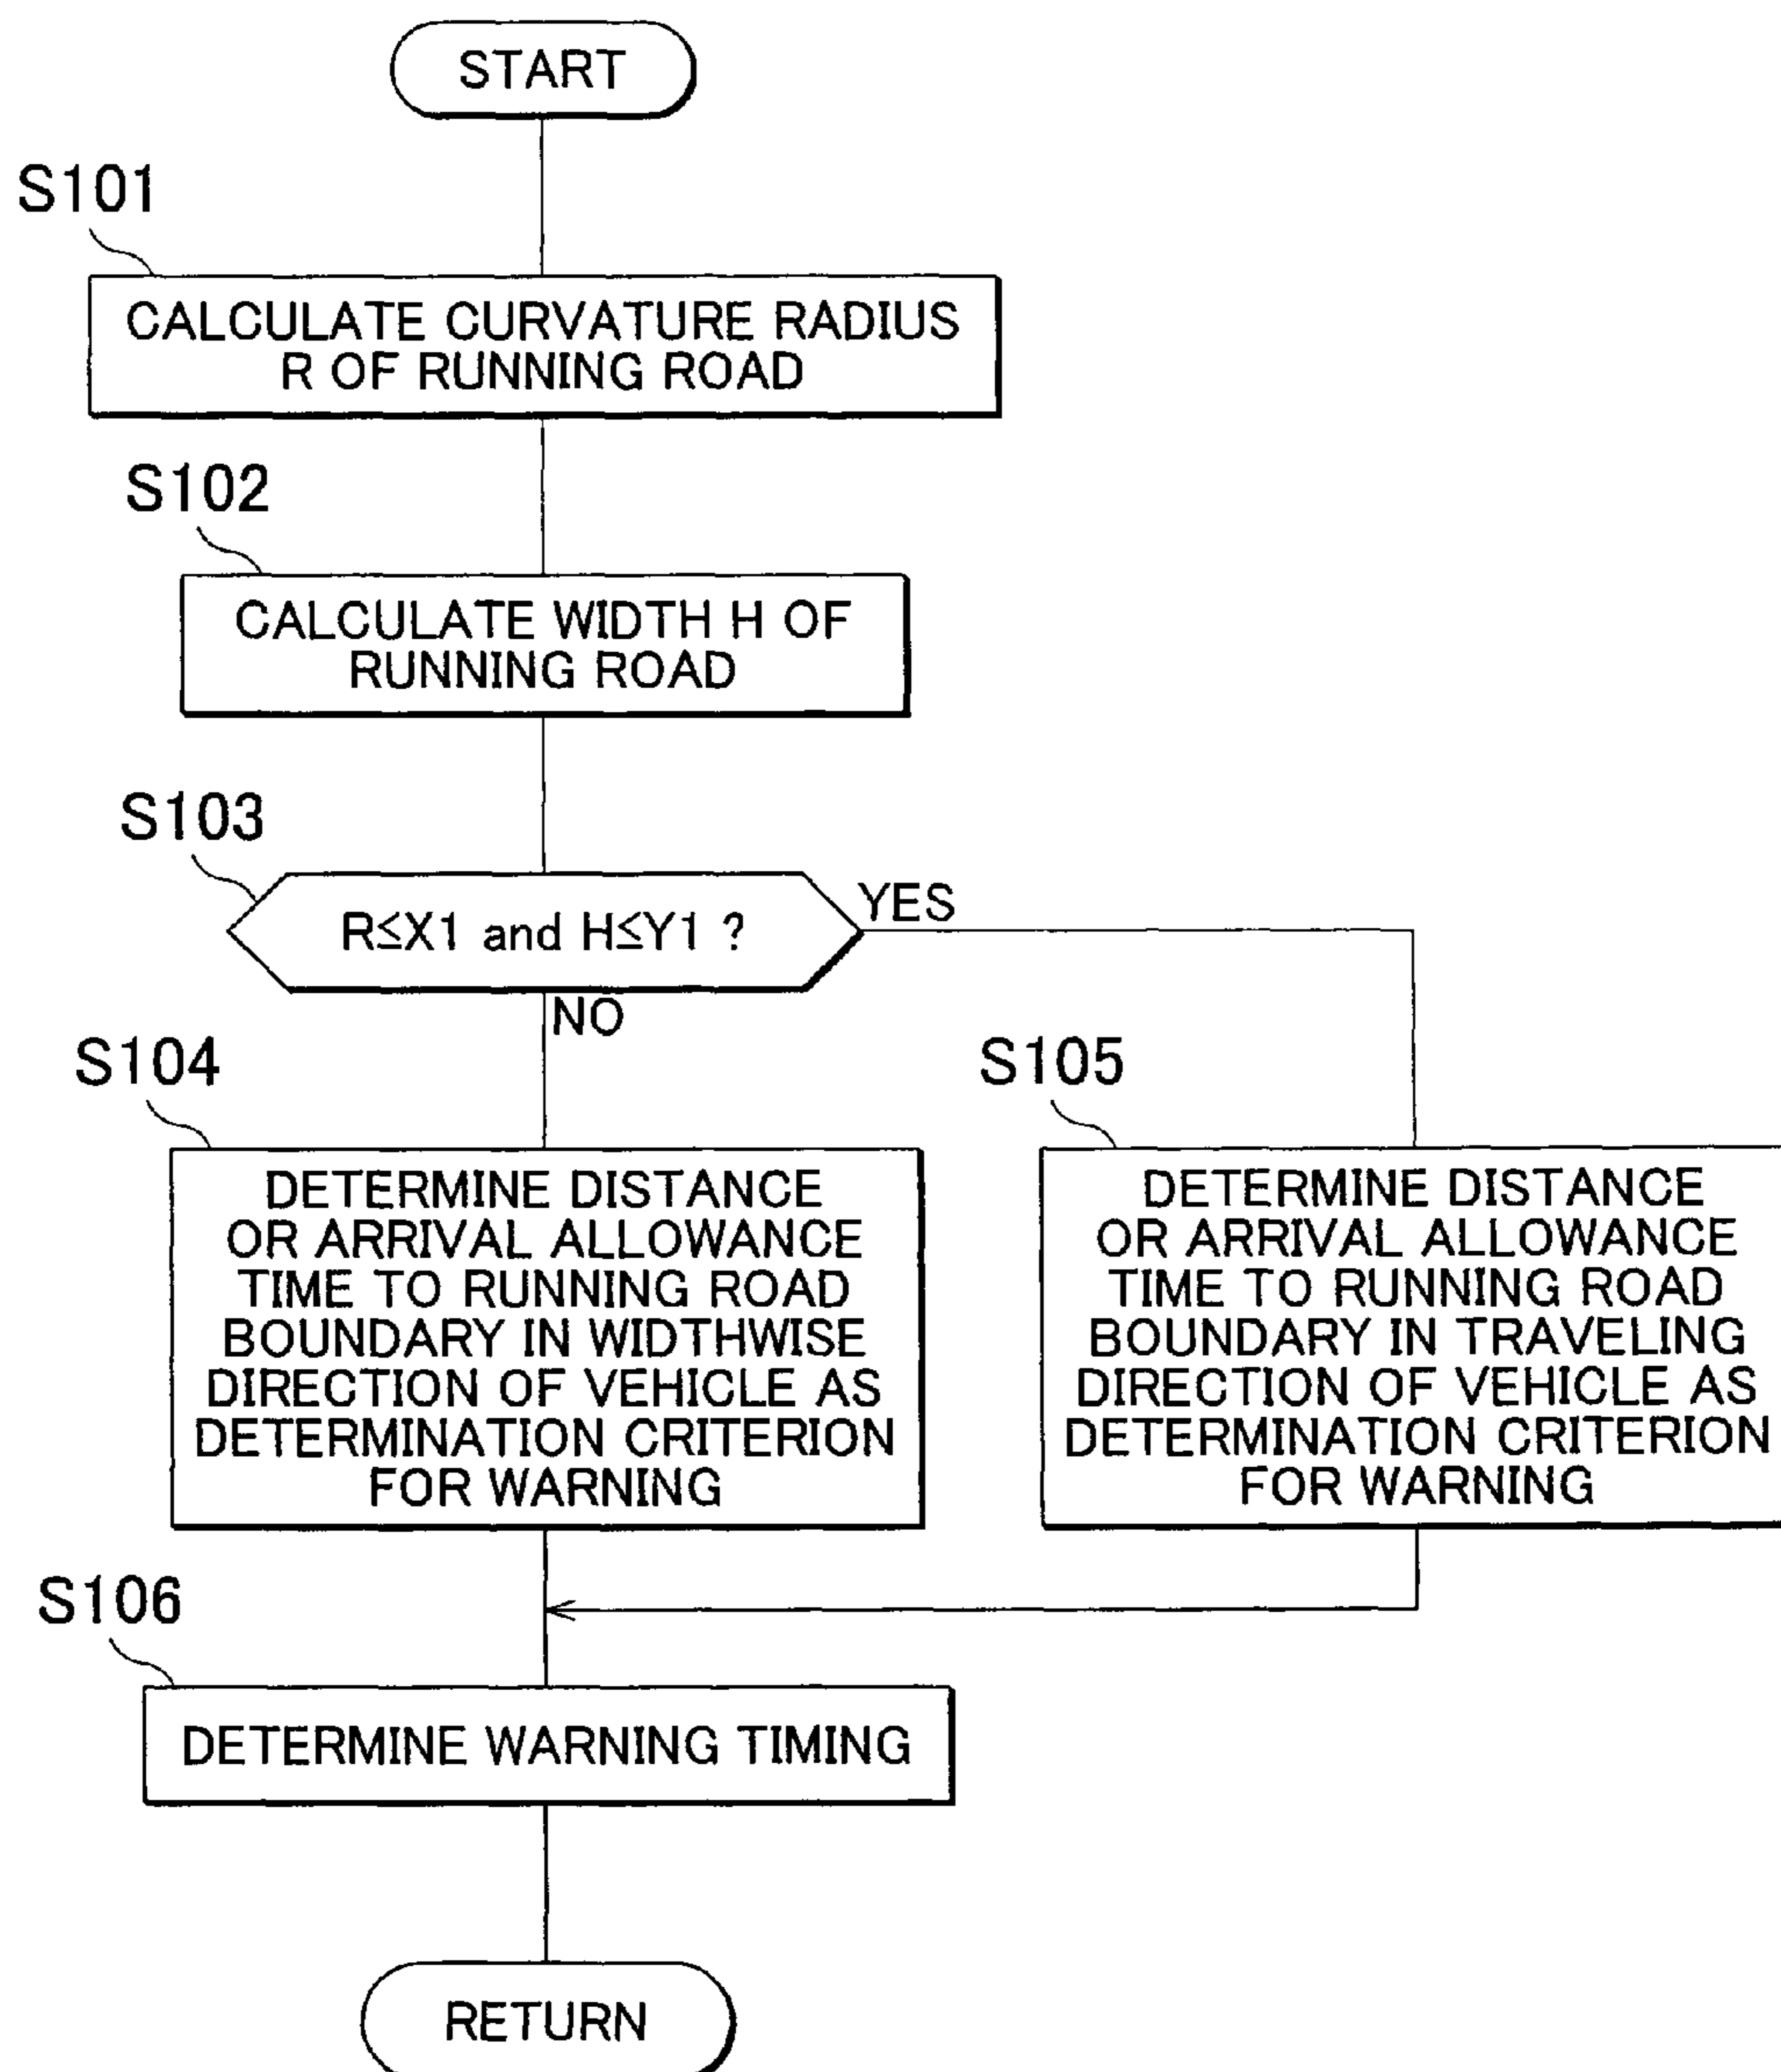 START
S101
CALCULATE CURVATURE RADIUS
R OF RUNNING ROAD
S102
CALCULATE WIDTH H OF
RUNNING ROAD
S103
R≤X1 and H≤Y1 ?
YES
NO
S104
DETERMINE DISTANCE
OR ARRIVAL ALLOWANCE
TIME TO RUNNING ROAD
BOUNDARY IN WIDTHWISE
DIRECTION OF VEHICLE AS
DETERMINATION CRITERION
FOR WARNING
S105
DETERMINE DISTANCE
OR ARRIVAL ALLOWANCE
TIME TO RUNNING ROAD
BOUNDARY IN TRAVELING
DIRECTION OF VEHICLE AS
DETERMINATION CRITERION
FOR WARNING
S106
DETERMINE WARNING TIMING
RETURN